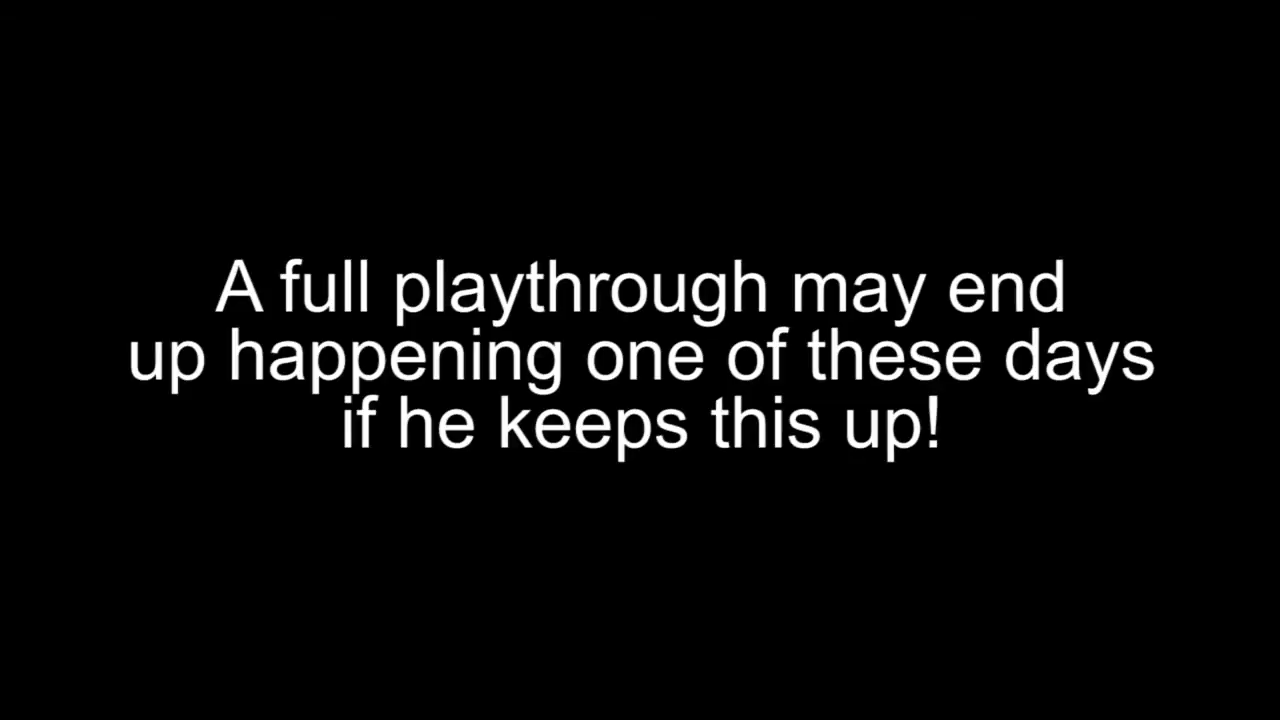 A full playthrough may end
up happening one of these days
if he keeps this up!